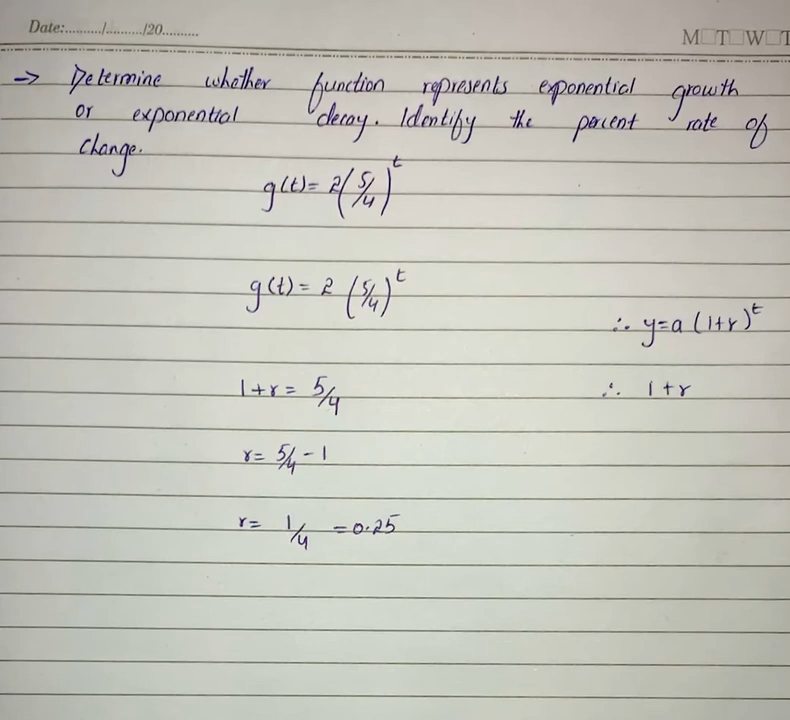 Date:........../........../20..........
M☐T☐W☐T
→ Determine whether function represents exponential growth
or exponential decay. Identify the percent rate of
change.
g(t) = 2(5/4)^t
g(t) = 2 (5/4)^t
∴ y=a (1+r)^t
1+r = 5/4
∴ 1+r
r = 5/4 - 1
r = 1/4 = 0.25